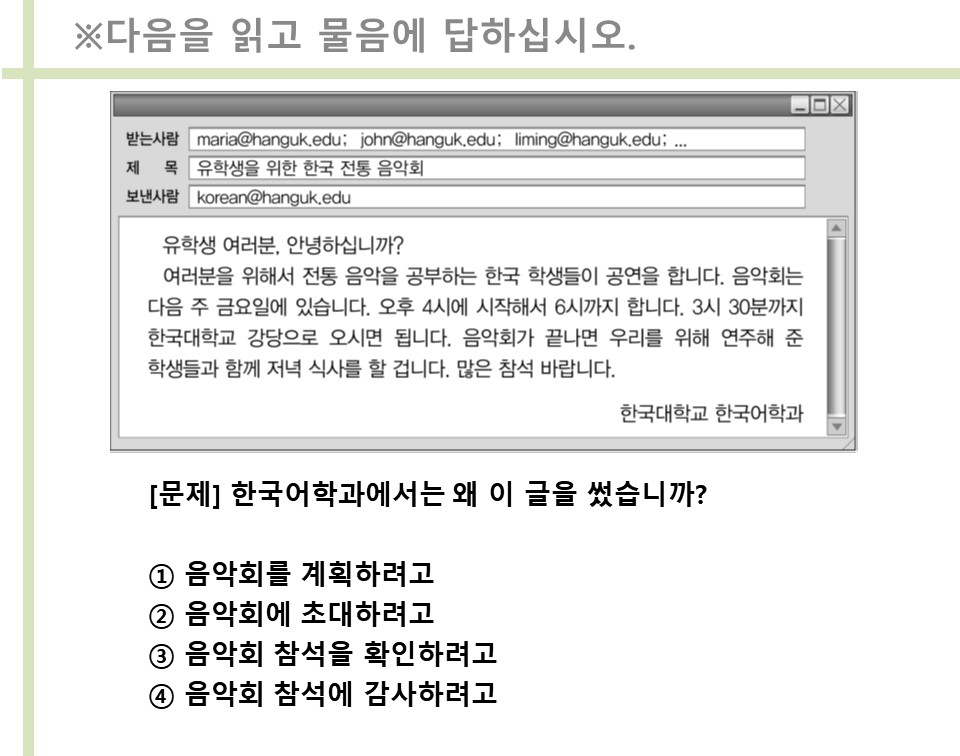 ※다음을 읽고 물음에 답하십시오.
받는사람 maria@hanguk.edu; john@hanguk.edu; liming@hanguk.edu; ...
제 목 유학생을 위한 한국 전통 음악회
보낸사람 korean@hanguk.edu
유학생 여러분, 안녕하십니까?
여러분을 위해서 전통 음악을 공부하는 한국 학생들이 공연을 합니다. 음악회는
다음 주 금요일에 있습니다. 오후 4시에 시작해서 6시까지 합니다. 3시 30분까지
한국대학교 강당으로 오시면 됩니다. 음악회가 끝나면 우리를 위해 연주해 준
학생들과 함께 저녁 식사를 할 겁니다. 많은 참석 바랍니다.
한국대학교 한국어학과
[문제] 한국어학과에서는 왜 이 글을 썼습니까?
① 음악회를 계획하려고
② 음악회에 초대하려고
③ 음악회 참석을 확인하려고
④ 음악회 참석에 감사하려고